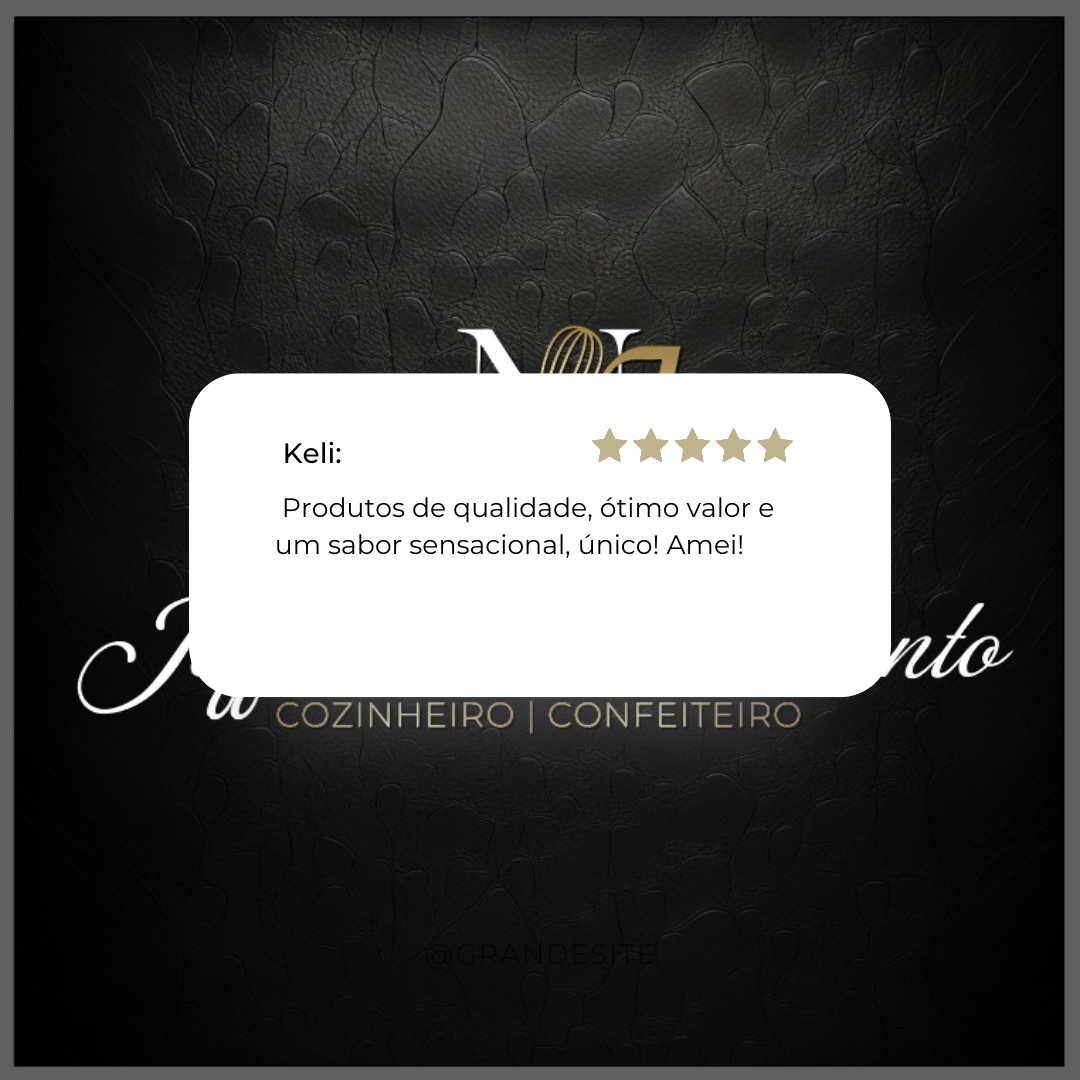 Keli:
Produtos de qualidade, ótimo valor e
um sabor sensacional, único! Amei!
COZINHEIRO | CONFEITEIRO
@GRANDESITE